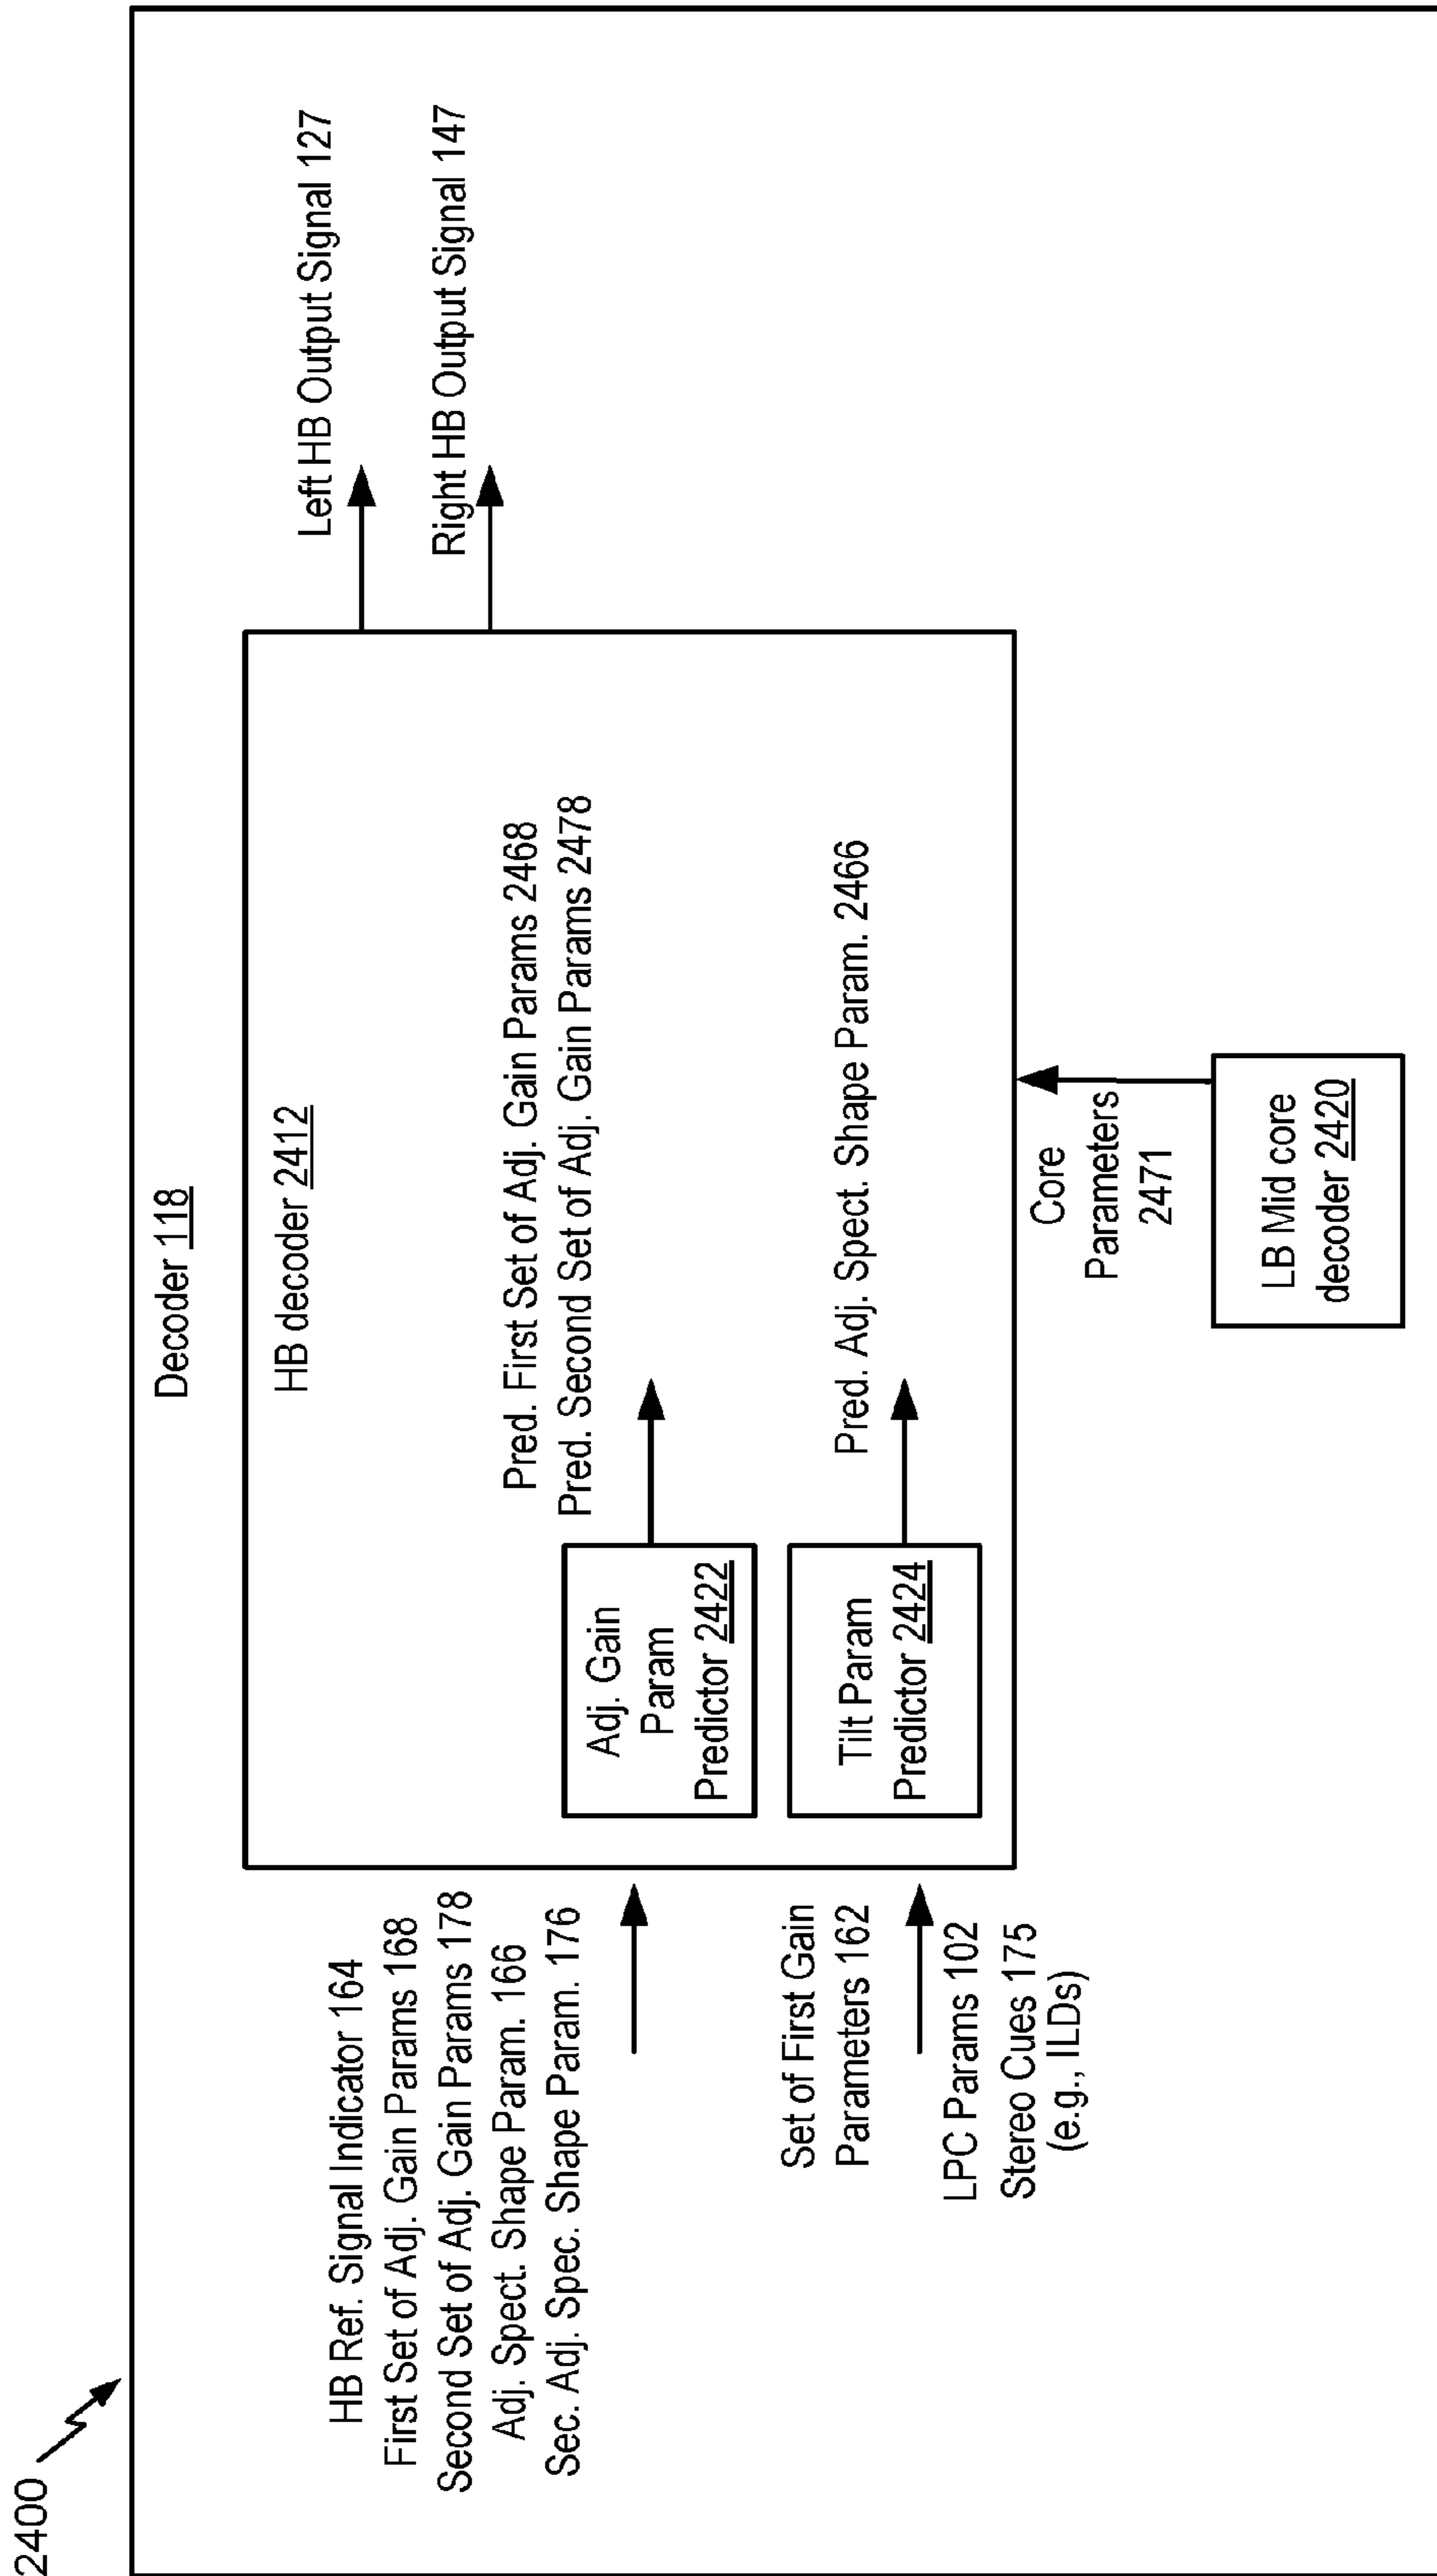 2400
Decoder 118
HB decoder 2412
HB Ref. Signal Indicator 164
First Set of Adj. Gain Params 168
Second Set of Adj. Gain Params 178
Adj. Spect. Shape Param. 166
Sec. Adj. Spec. Shape Param. 176
Set of First Gain
Parameters 162
LPC Params 102
Stereo Cues 175
(e.g., ILDs)
Adj. Gain
Param
Predictor 2422
Pred. First Set of Adj. Gain Params 2468
Pred. Second Set of Adj. Gain Params 2478
Tilt Param
Predictor 2424
Pred. Adj. Spect. Shape Param. 2466
Left HB Output Signal 127
Right HB Output Signal 147
Core
Parameters
2471
LB Mid core
decoder 2420